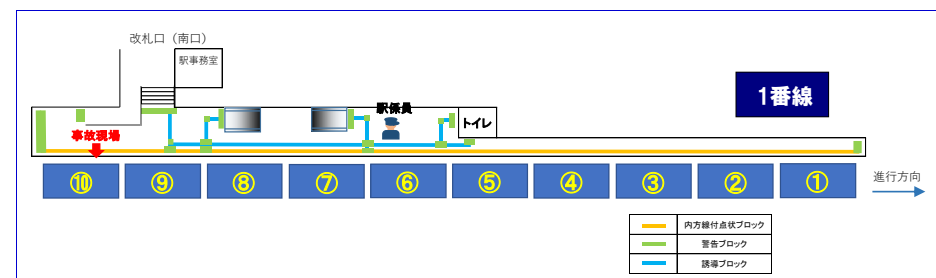 改札口（南口）
駅事務室
1番線
駅係員
トイレ
事故現場
⑩ ⑨ ⑧ ⑦ ⑥ ⑤ ④ ③ ② ①
進行方向
内方線付点状ブロック
警告ブロック
誘導ブロック